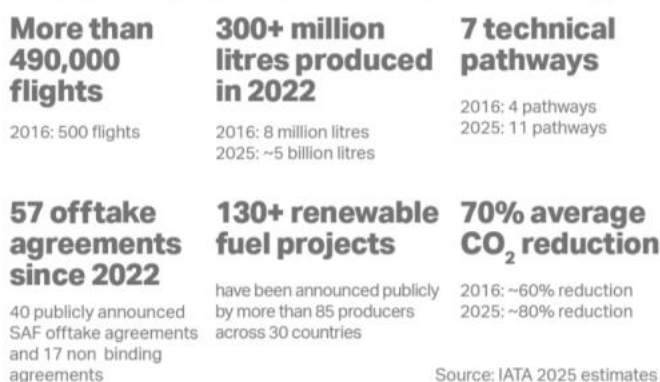 More than
490,000
flights
2016: 500 flights
300+ million
litres produced
in 2022
2016: 8 million litres
2025: ~5 billion litres
7 technical
pathways
2016: 4 pathways
2025: 11 pathways
57 offtake
agreements
since 2022
40 publicly announced
SAF offtake agreements
and 17 non binding
agreements
130+ renewable
fuel projects
have been announced publicly
by more than 85 producers
across 30 countries
70% average
CO₂ reduction
2016: ~60% reduction
2025: ~80% reduction
Source: IATA 2025 estimates